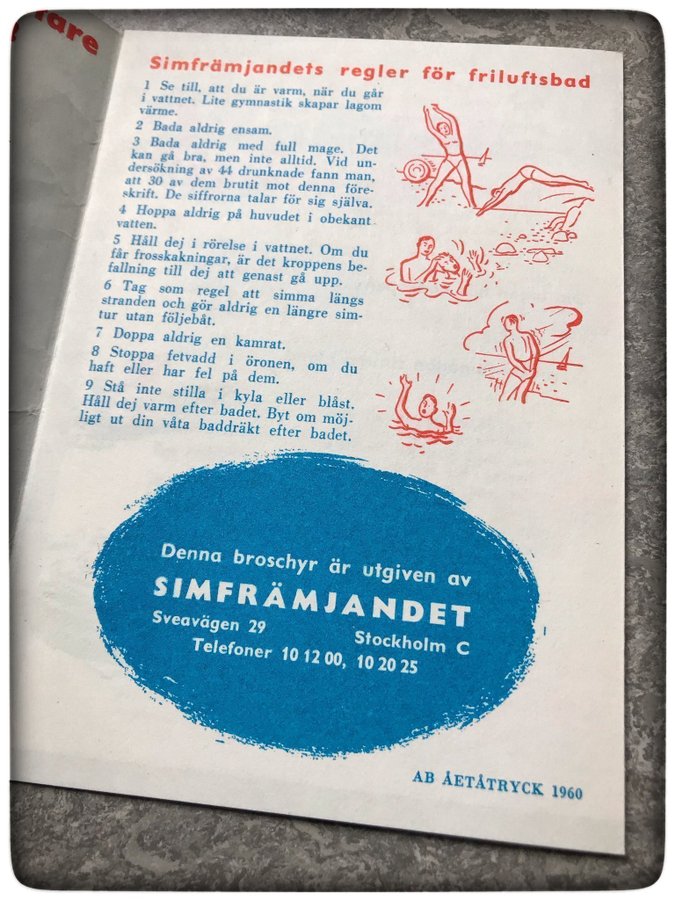 Simfrämjandets regler för friluftsbad
1 Se till, att du är varm, när du går
i vattnet. Lite gymnastik skapar lagom
värme.
2 Bada aldrig ensam.
3 Bada aldrig med full mage. Det
kan gå bra, men inte alltid. Vid un-
dersökning av 44 drunknade fann man,
att 30 av dem brutit mot denna före-
skrift. De siffrorna talar för sig själva.
4 Hoppa aldrig på huvudet i obekant
vatten.
5 Håll dej i rörelse i vattnet. Om du
får frosskakningar, är det kroppens be-
fallning till dej att genast gå upp.
6 Tag som regel att simma längs
stranden och gör aldrig en längre sim-
tur utan följebåt.
7 Doppa aldrig en kamrat.
8 Stoppa fetvadd i öronen, om du
haft eller har fel på dem.
9 Stå inte stilla i kyla eller blåst.
Håll dej varm efter badet. Byt om möj-
ligt ut din våta baddräkt efter badet.
Denna broschyr är utgiven av
SIMFRÄMJANDET
Sveavägen 29 Stockholm C
Telefoner 10 12 00, 10 20 25
AB ÅETÅTRYCK 1960